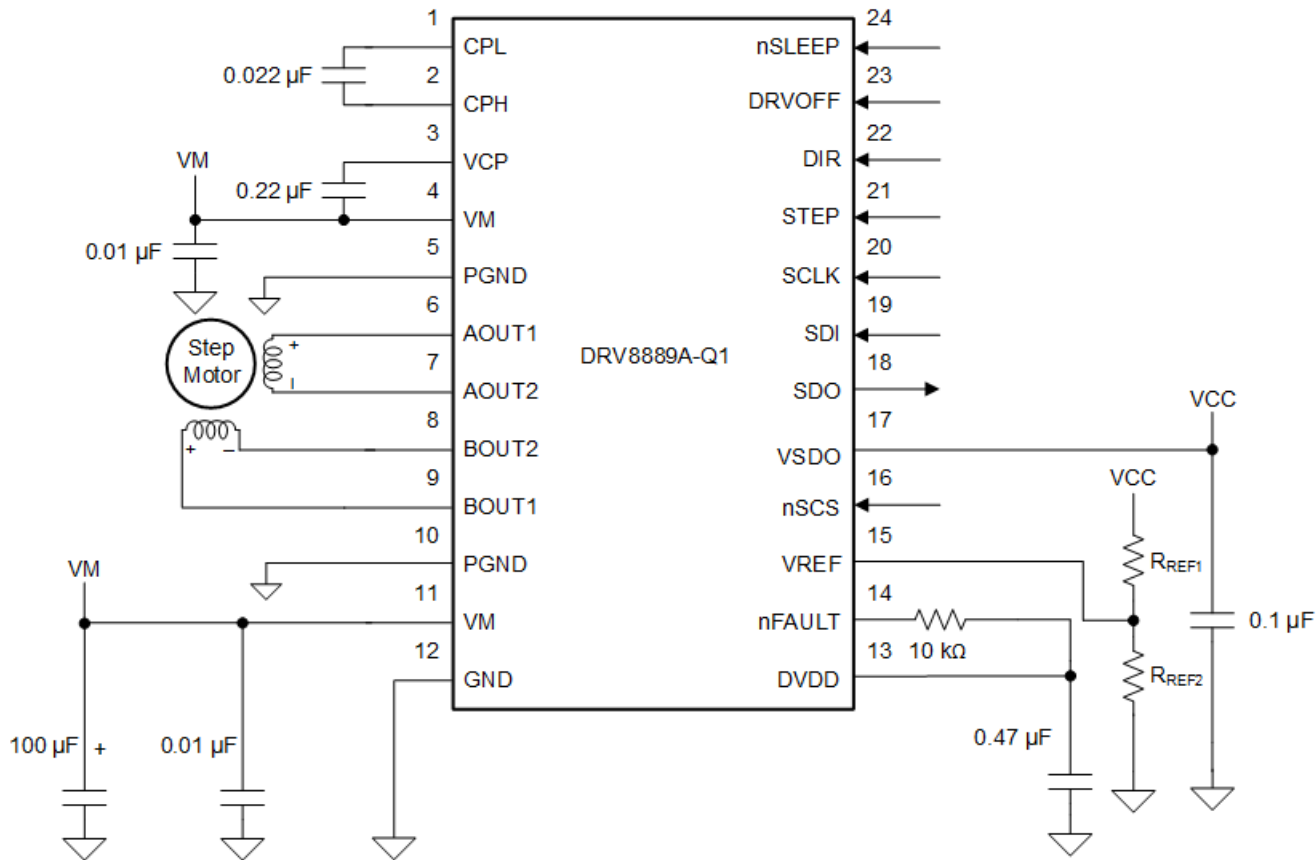 1
CPL
24
nSLEEP
0.022 µF
2
CPH
23
DRVOFF
3
VCP
22
DIR
VM
0.22 µF
4
VM
21
STEP
0.01 µF
5
PGND
20
SCLK
6
AOUT1
19
SDI
Step
Motor
+
–
7
AOUT2
DRV8889A-Q1
18
SDO
8
BOUT2
+
–
17
VSDO
VCC
9
BOUT1
16
nSCS
VCC
10
PGND
15
VREF
RREF1
VM
11
VM
14
nFAULT
10 kΩ
0.1 µF
12
GND
13
DVDD
RREF2
100 µF
+
0.01 µF
0.47 µF